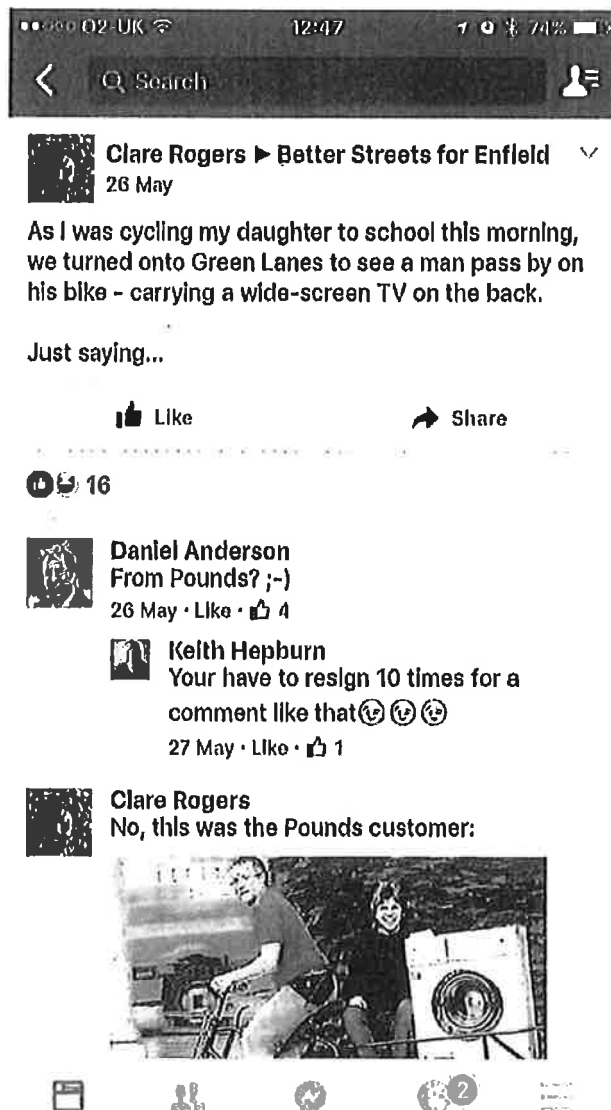 O2-UK 12:47 74%
Search
Clare Rogers ▶ Better Streets for Enfield
26 May
As I was cycling my daughter to school this morning,
we turned onto Green Lanes to see a man pass by on
his bike - carrying a wide-screen TV on the back.
Just saying...
Like Share
16
Daniel Anderson
From Pounds? ;-)
26 May · Like · 4
Keith Hepburn
Your have to resign 10 times for a
comment like that
27 May · Like · 1
Clare Rogers
No, this was the Pounds customer:
2